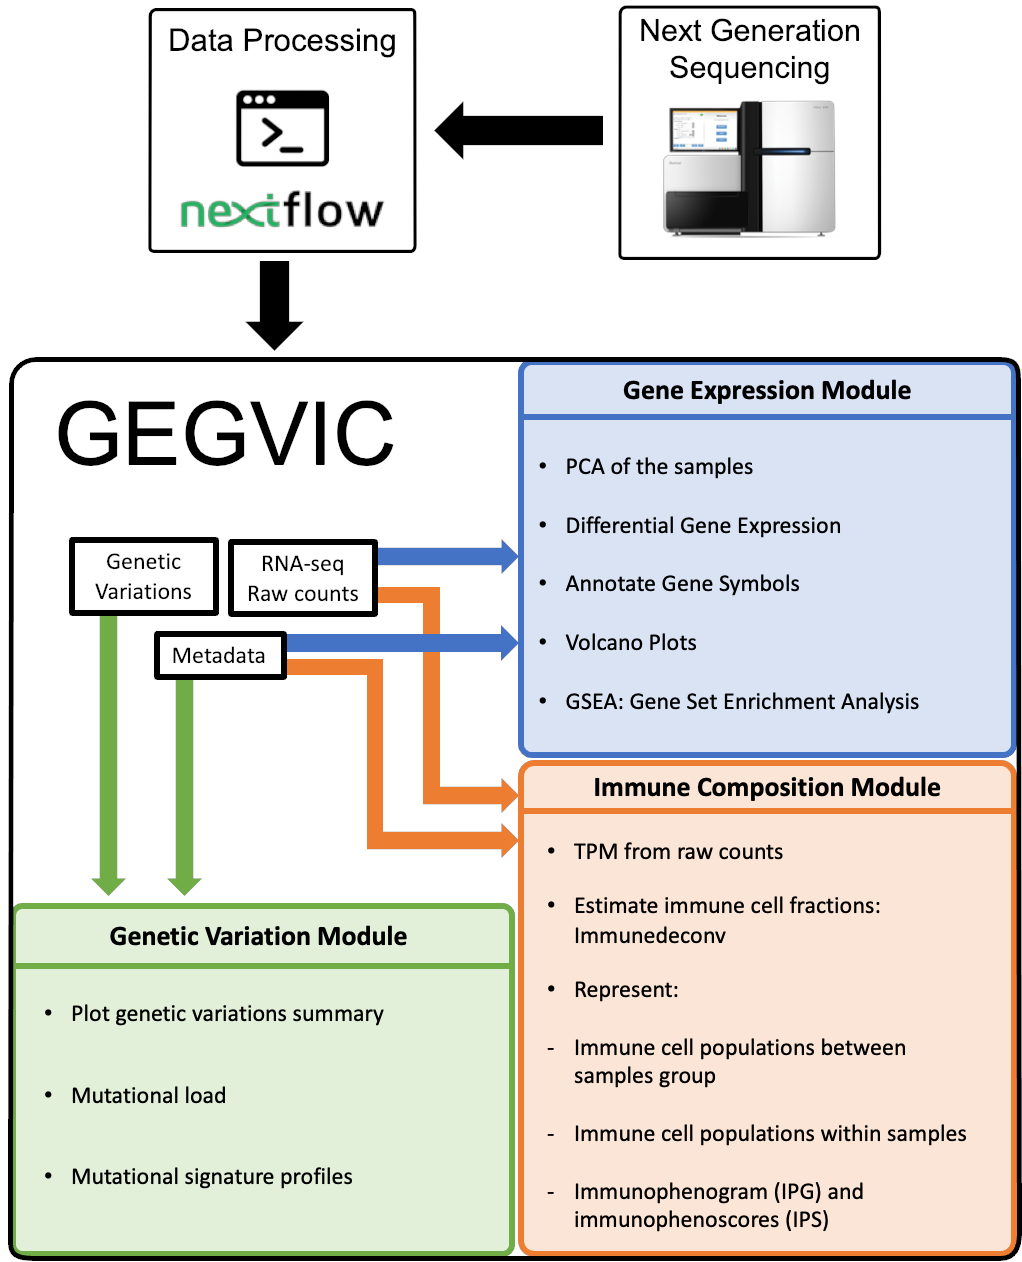 Data Processing
>_
nextflow
Next Generation
Sequencing
GEGVIC
Genetic
Variations
RNA-seq
Raw counts
Metadata
Gene Expression Module
• PCA of the samples
• Differential Gene Expression
• Annotate Gene Symbols
• Volcano Plots
• GSEA: Gene Set Enrichment Analysis
Immune Composition Module
• TPM from raw counts
• Estimate immune cell fractions:
Immunedeconv
• Represent:
- Immune cell populations between
samples group
- Immune cell populations within samples
- Immunophenogram (IPG) and
immunophenoscores (IPS)
Genetic Variation Module
• Plot genetic variations summary
• Mutational load
• Mutational signature profiles